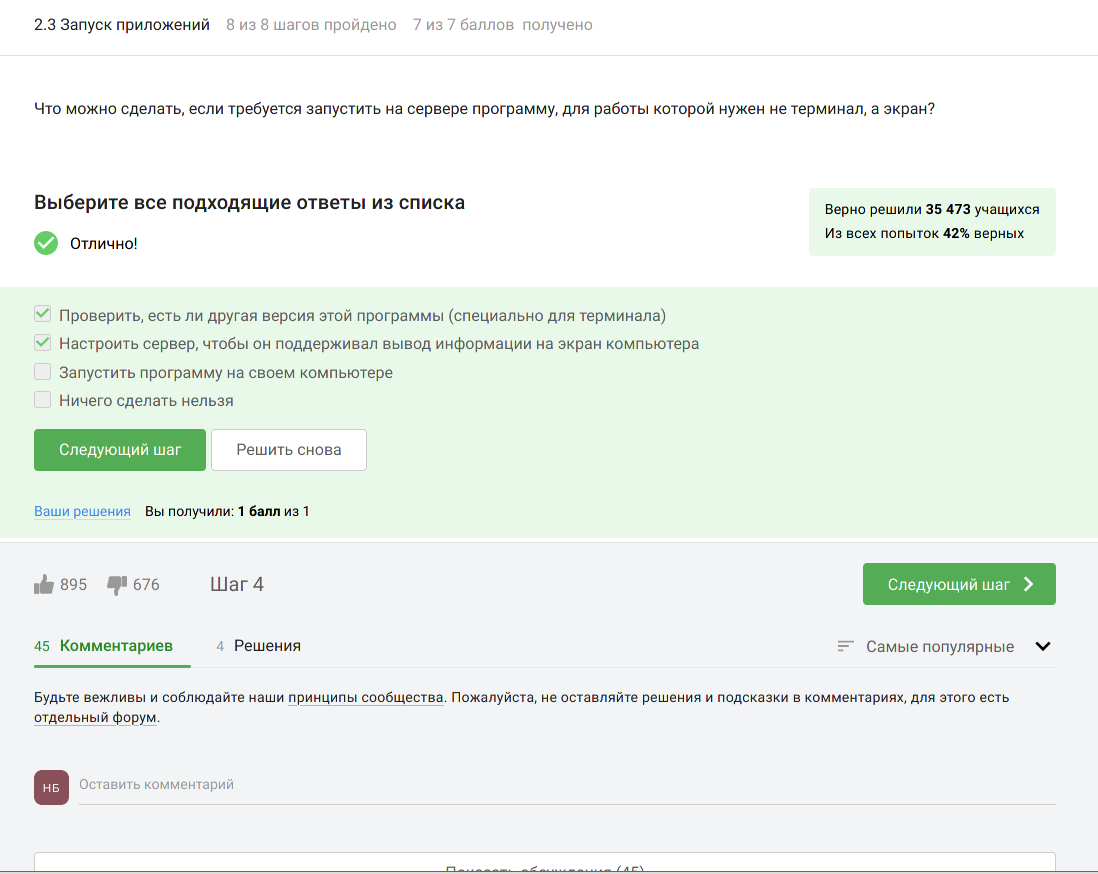 2.3 Запуск приложений 8 из 8 шагов пройдено 7 из 7 баллов получено
Что можно сделать, если требуется запустить на сервере программу, для работы которой нужен не терминал, а экран?
Выберите все подходящие ответы из списка
Верно решили 35 473 учащихся
Из всех попыток 42% верных
Отлично!
Проверить, есть ли другая версия этой программы (специально для терминала)
Настроить сервер, чтобы он поддерживал вывод информации на экран компьютера
Запустить программу на своем компьютере
Ничего сделать нельзя
Следующий шаг Решить снова
Ваши решения Вы получили: 1 балл из 1
895 676 Шаг 4 Следующий шаг
45 Комментариев 4 Решения Самые популярные
Будьте вежливы и соблюдайте наши принципы сообщества. Пожалуйста, не оставляйте решения и подсказки в комментариях, для этого есть
отдельный форум.
НБ Оставить комментарий
Показать обсуждения (45)